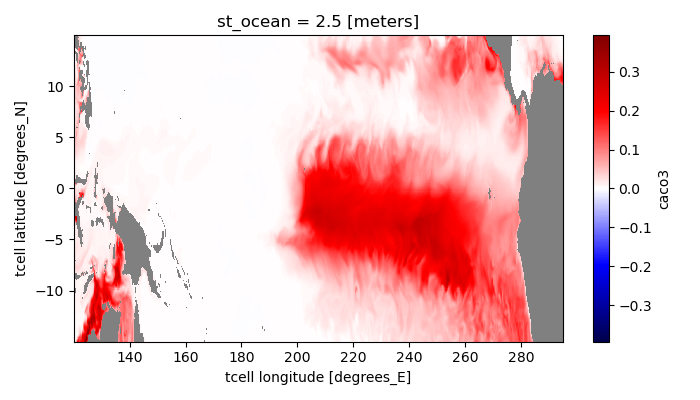 st_ocean = 2.5 [meters]
tcell latitude [degrees_N]
10
5
0
−5
−10
140 160 180 200 220 240 260 280
tcell longitude [degrees_E]
0.3
0.2
0.1
0.0
−0.1
−0.2
−0.3
caco3